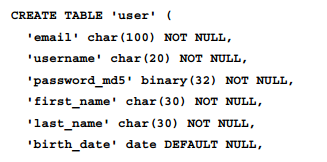 CREATE TABLE 'user' (
'email' char(100) NOT NULL,
'username' char(20) NOT NULL,
'password_md5' binary(32) NOT NULL,
'first_name' char(30) NOT NULL,
'last_name' char(30) NOT NULL,
'birth_date' date DEFAULT NULL,